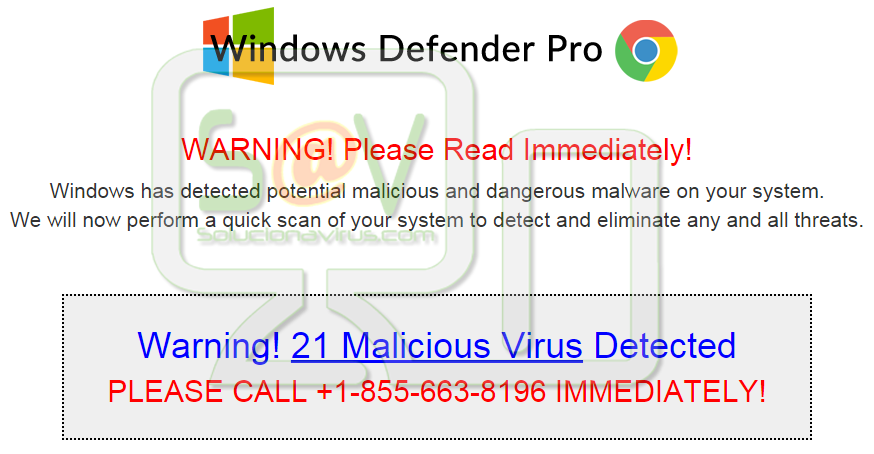 Windows Defender Pro
WARNING! Please Read Immediately!
Windows has detected potential malicious and dangerous malware on your system.
We will now perform a quick scan of your system to detect and eliminate any and all threats.
S@V
Solucionavirus.com
Warning! 21 Malicious Virus Detected
PLEASE CALL +1-855-663-8196 IMMEDIATELY!